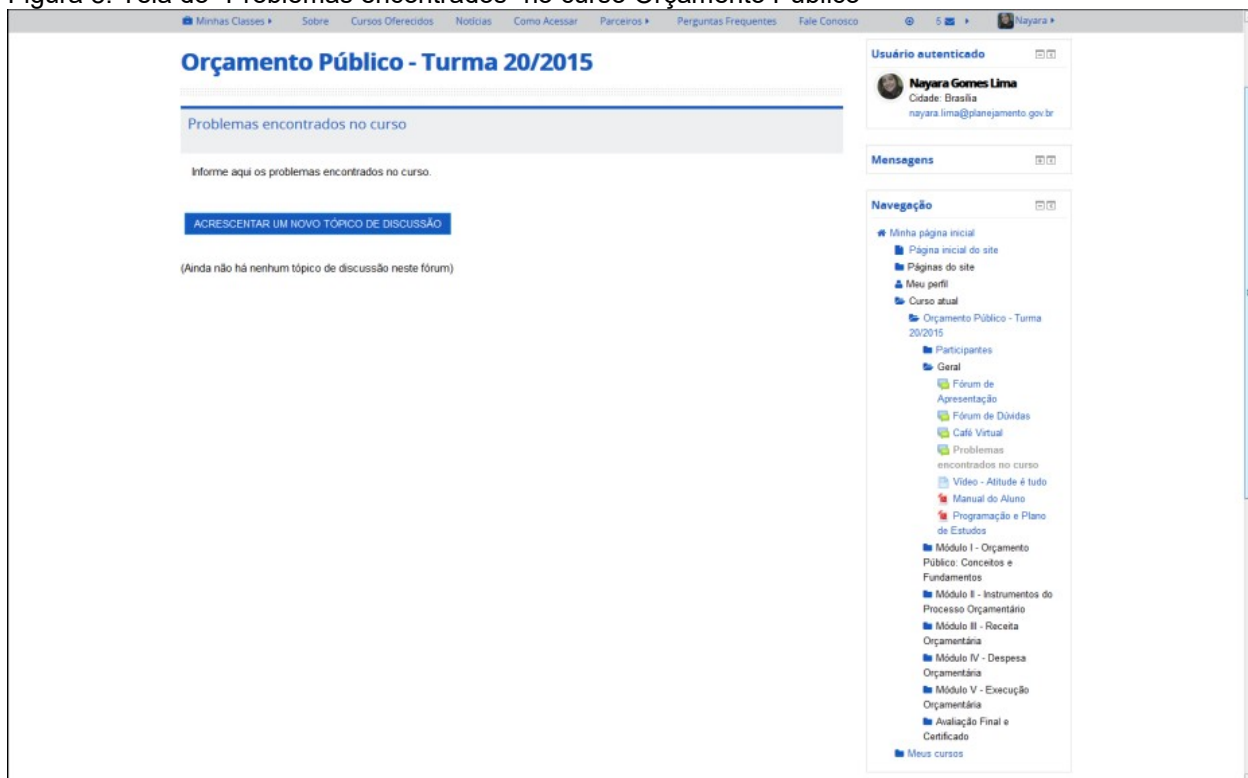 Figura 3: Tela do "Problemas encontrados" no curso Orçamento Público
Minhas Classes Sobre Cursos Oferecidos Notícias Como Acessar Parceiros Perguntas Frequentes Fale Conosco 5 Nayara
Orçamento Público - Turma 20/2015
Problemas encontrados no curso
Informe aqui os problemas encontrados no curso.
ACRESCENTAR UM NOVO TÓPICO DE DISCUSSÃO
(Ainda não há nenhum tópico de discussão neste fórum)
Usuário autenticado
Nayara Gomes Lima
Cidade: Brasília
nayara.lima@planejamento.gov.br
Mensagens
Navegação
Minha página inicial
Página inicial do site
Páginas do site
Meu perfil
Curso atual
Orçamento Público - Turma
20/2015
Participantes
Geral
Fórum de
Apresentação
Fórum de Dúvidas
Café Virtual
Problemas
encontrados no curso
Vídeo - Atitude é tudo
Manual do Aluno
Programação e Plano
de Estudos
Módulo I - Orçamento
Público: Conceitos e
Fundamentos
Módulo II - Instrumentos do
Processo Orçamentário
Módulo III - Receita
Orçamentária
Módulo IV - Despesa
Orçamentária
Módulo V - Execução
Orçamentária
Avaliação Final e
Certificado
Meus cursos